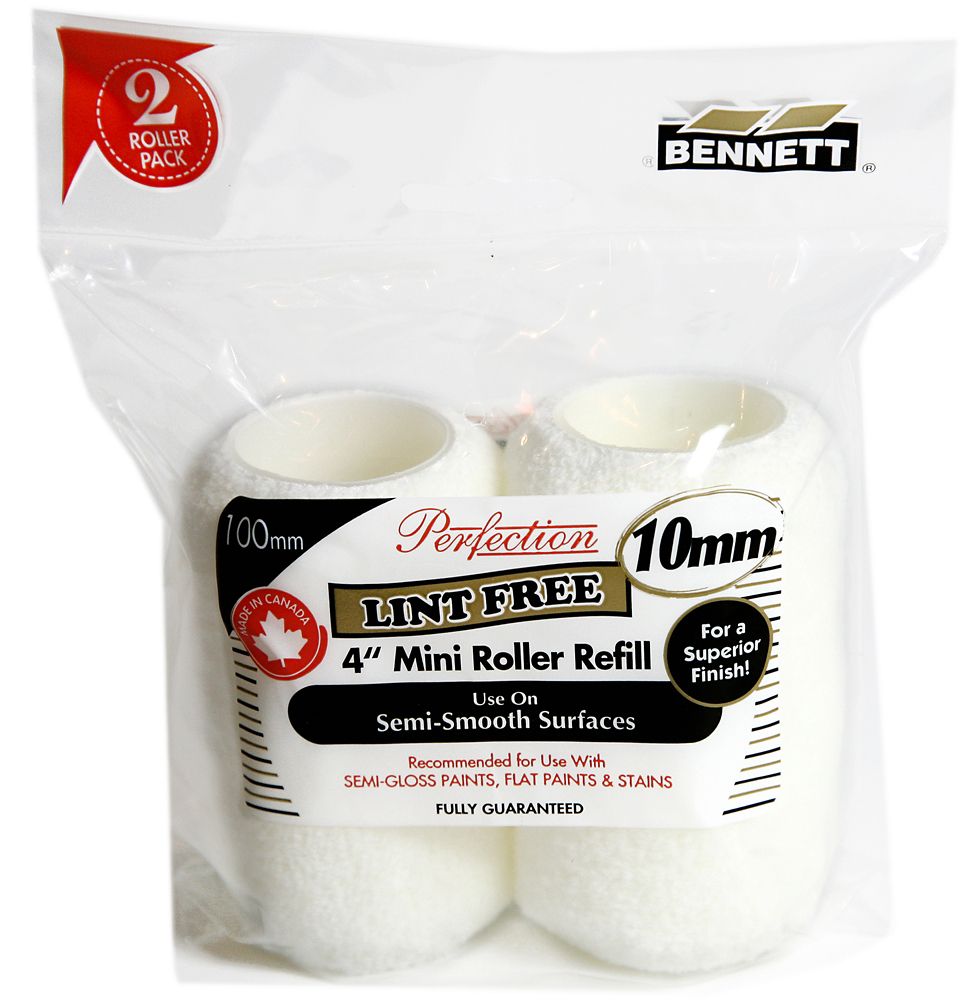 2
ROLLER
PACK
® BENNETT ®
100mm
Perfection
10mm
LINT FREE
MADE IN CANADA
4“ Mini Roller Refill
For a
Superior
Finish!
Use On
Semi-Smooth Surfaces
Recommended for Use With
SEMI-GLOSS PAINTS, FLAT PAINTS & STAINS
FULLY GUARANTEED